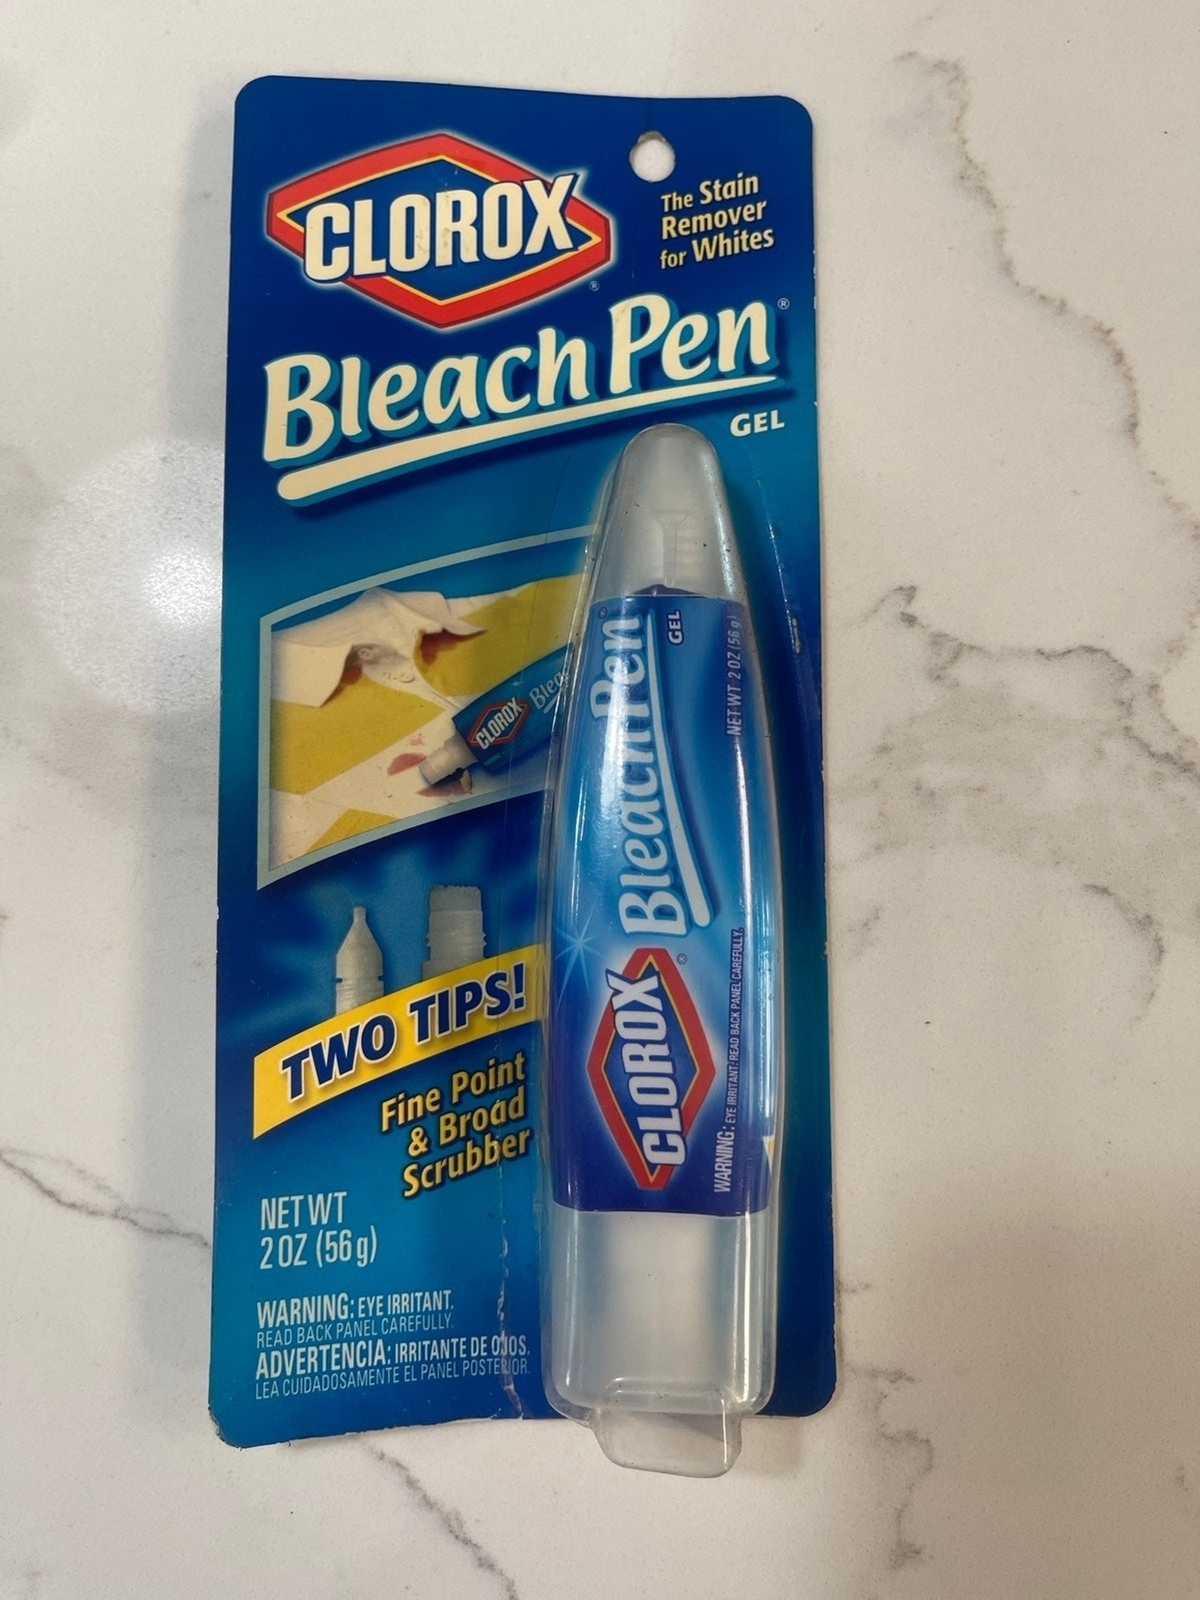 CLOROX
®
The Stain
Remover
for Whites
Bleach Pen®
GEL
CLOROX
Blea
TWO TIPS!
Fine Point
& Broad
Scrubber
NET WT
2 OZ (56 g)
WARNING: EYE IRRITANT.
READ BACK PANEL CAREFULLY.
ADVERTENCIA: IRRITANTE DE OJOS.
LEA CUIDADOSAMENTE EL PANEL POSTERIOR.
CLOROX®
Bleach Pen®
GEL
NET WT 2 OZ (56 g)
WARNING: EYE IRRITANT. READ BACK PANEL CAREFULLY.